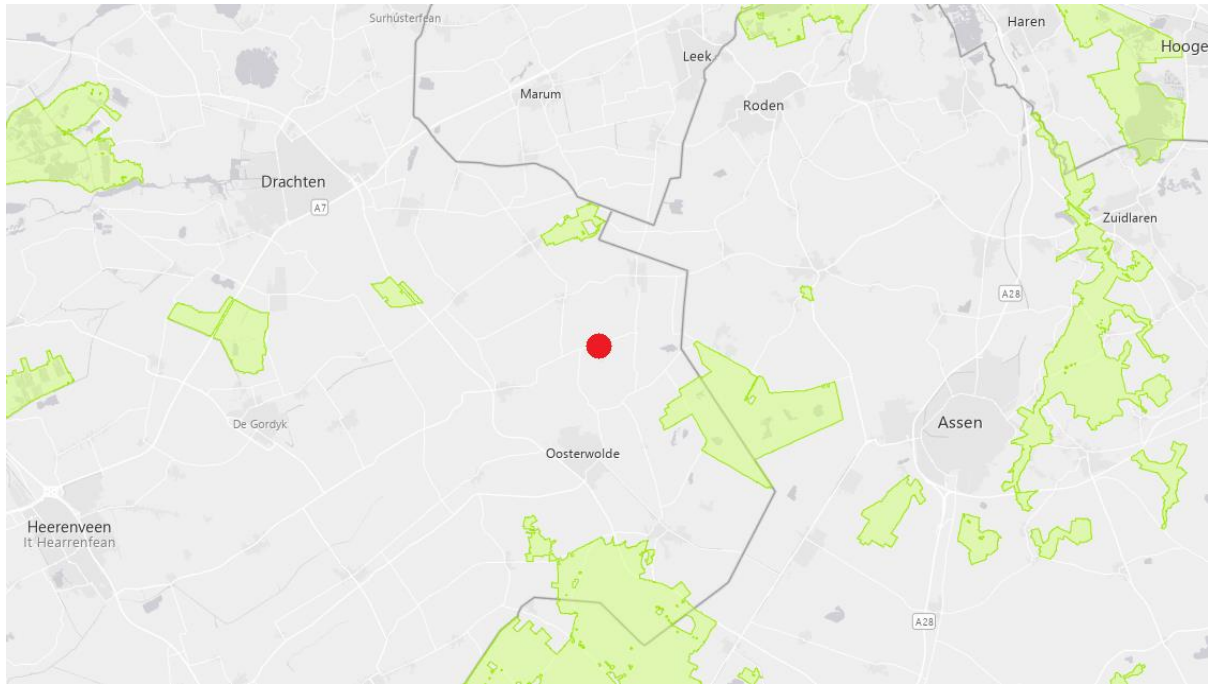 Surhústerfean
Haren
Leek
Hooge
Marum
Roden
Drachten
A7
Zuidlaren
A28
De Gordyk
Assen
Oosterwolde
Heerenveen
It Hearrenfean
A28